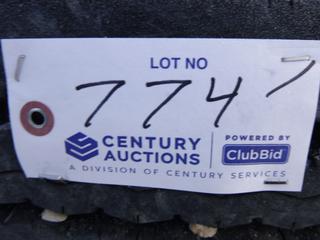 LOT NO
7747
CENTURY
AUCTIONS
POWERED BY
ClubBid
A DIVISION OF CENTURY SERVICES